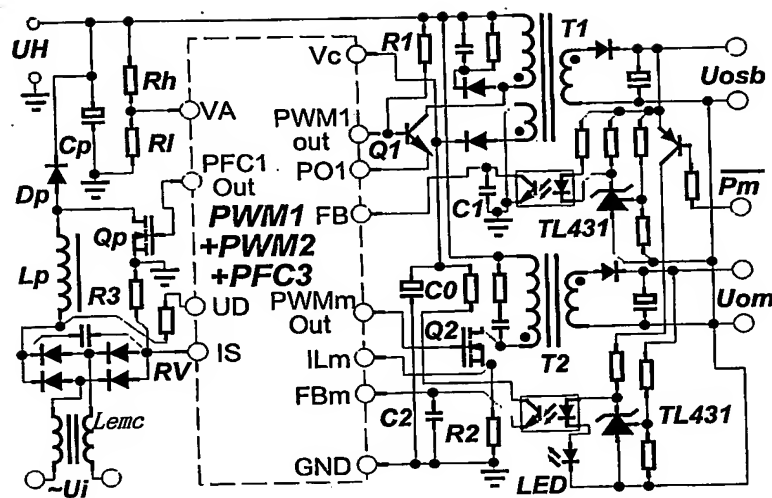 UH
Rh
VA
Cp
Rl
Dp
PFC1
Out
Qp
Lp
R3
UD
IS
RV
Lemc
~Ui
Vc
PWM1
out
PO1
FB
PWM1
+PWM2
+PFC3
PWMm
Out
ILm
FBm
GND
R1
Q1
C1
C0
Q2
C2
R2
T1
Uosb
Pm
TL431
Uom
T2
TL431
LED